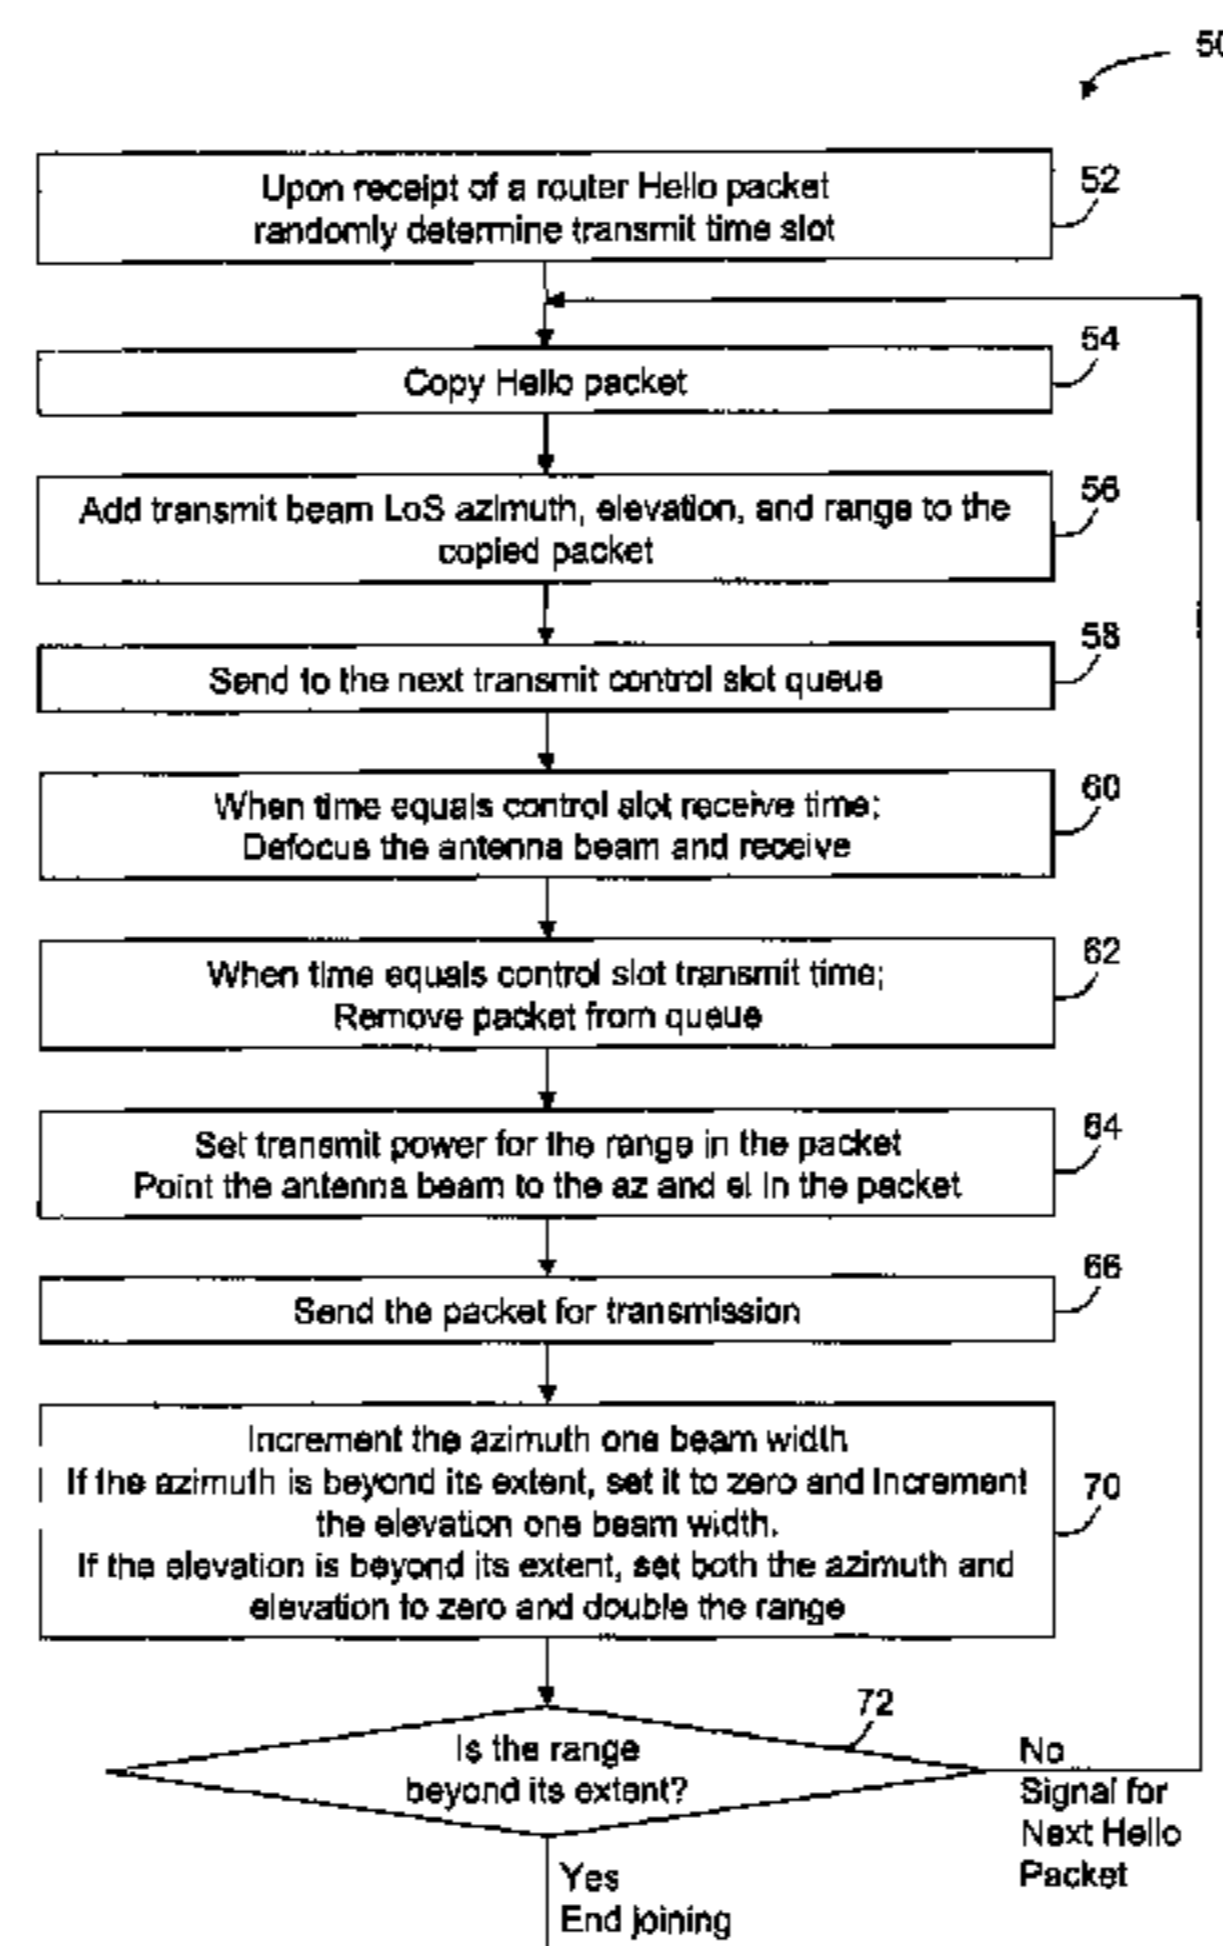 50
Upon receipt of a router Hello packet
randomly determine transmit time slot
52
Copy Hello packet
54
Add transmit beam LoS azimuth, elevation, and range to the
copied packet
56
Send to the next transmit control slot queue
58
When time equals control slot receive time;
Defocus the antenna beam and receive
60
When time equals control slot transmit time;
Remove packet from queue
62
Set transmit power for the range in the packet
Point the antenna beam to the az and el in the packet
64
Send the packet for transmission
66
Increment the azimuth one beam width
If the azimuth is beyond its extent, set it to zero and increment
the elevation one beam width.
If the elevation is beyond its extent, set both the azimuth and
elevation to zero and double the range
70
72
Is the range
beyond its extent?
No
Signal for
Next Hello
Packet
Yes
End joining